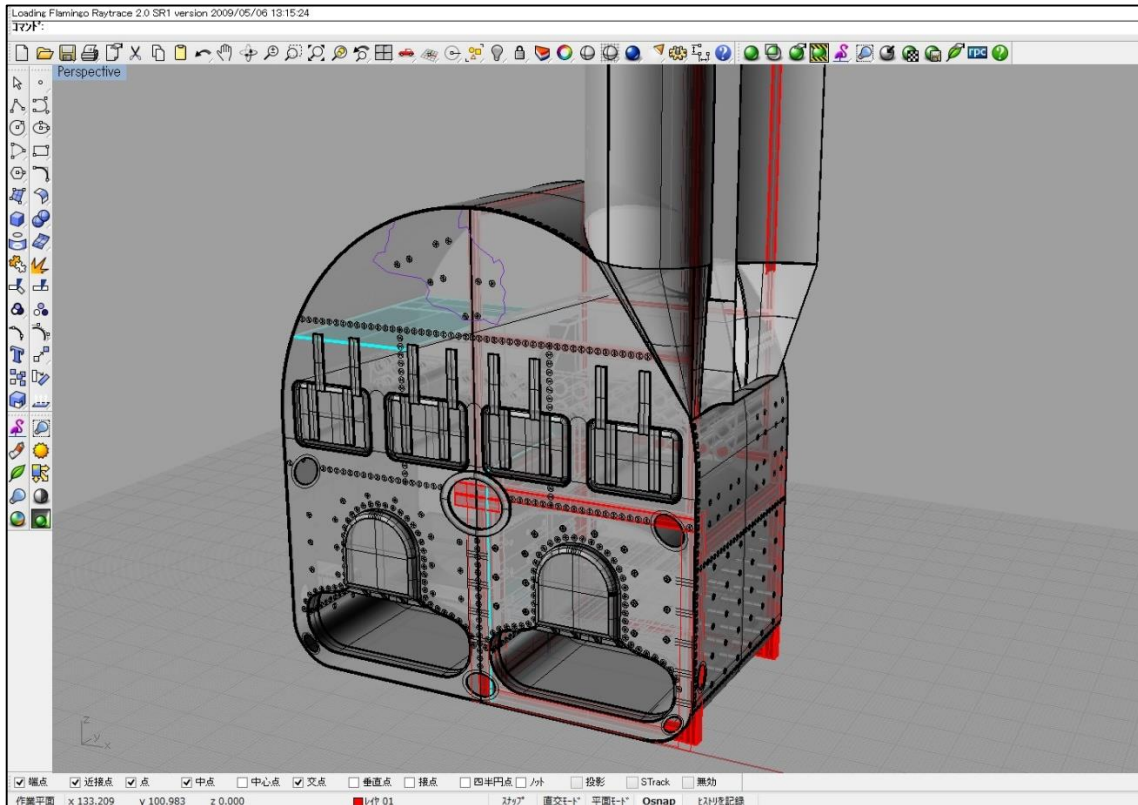 Loading Flamingo Raytrace 2.0 SR1 version 2009/05/06 13:15:24
コマンド:
rpc
Perspective
z
y
x
端点 近接点 点 中点 中心点 交点 垂直点 接点 四半円点 ノット 投影 STrack 無効
作業平面 x 133.209 y 100.983 z 0.000 レイヤ 01 スナップ 直交モード 平面モード Osnap ヒストリを記録